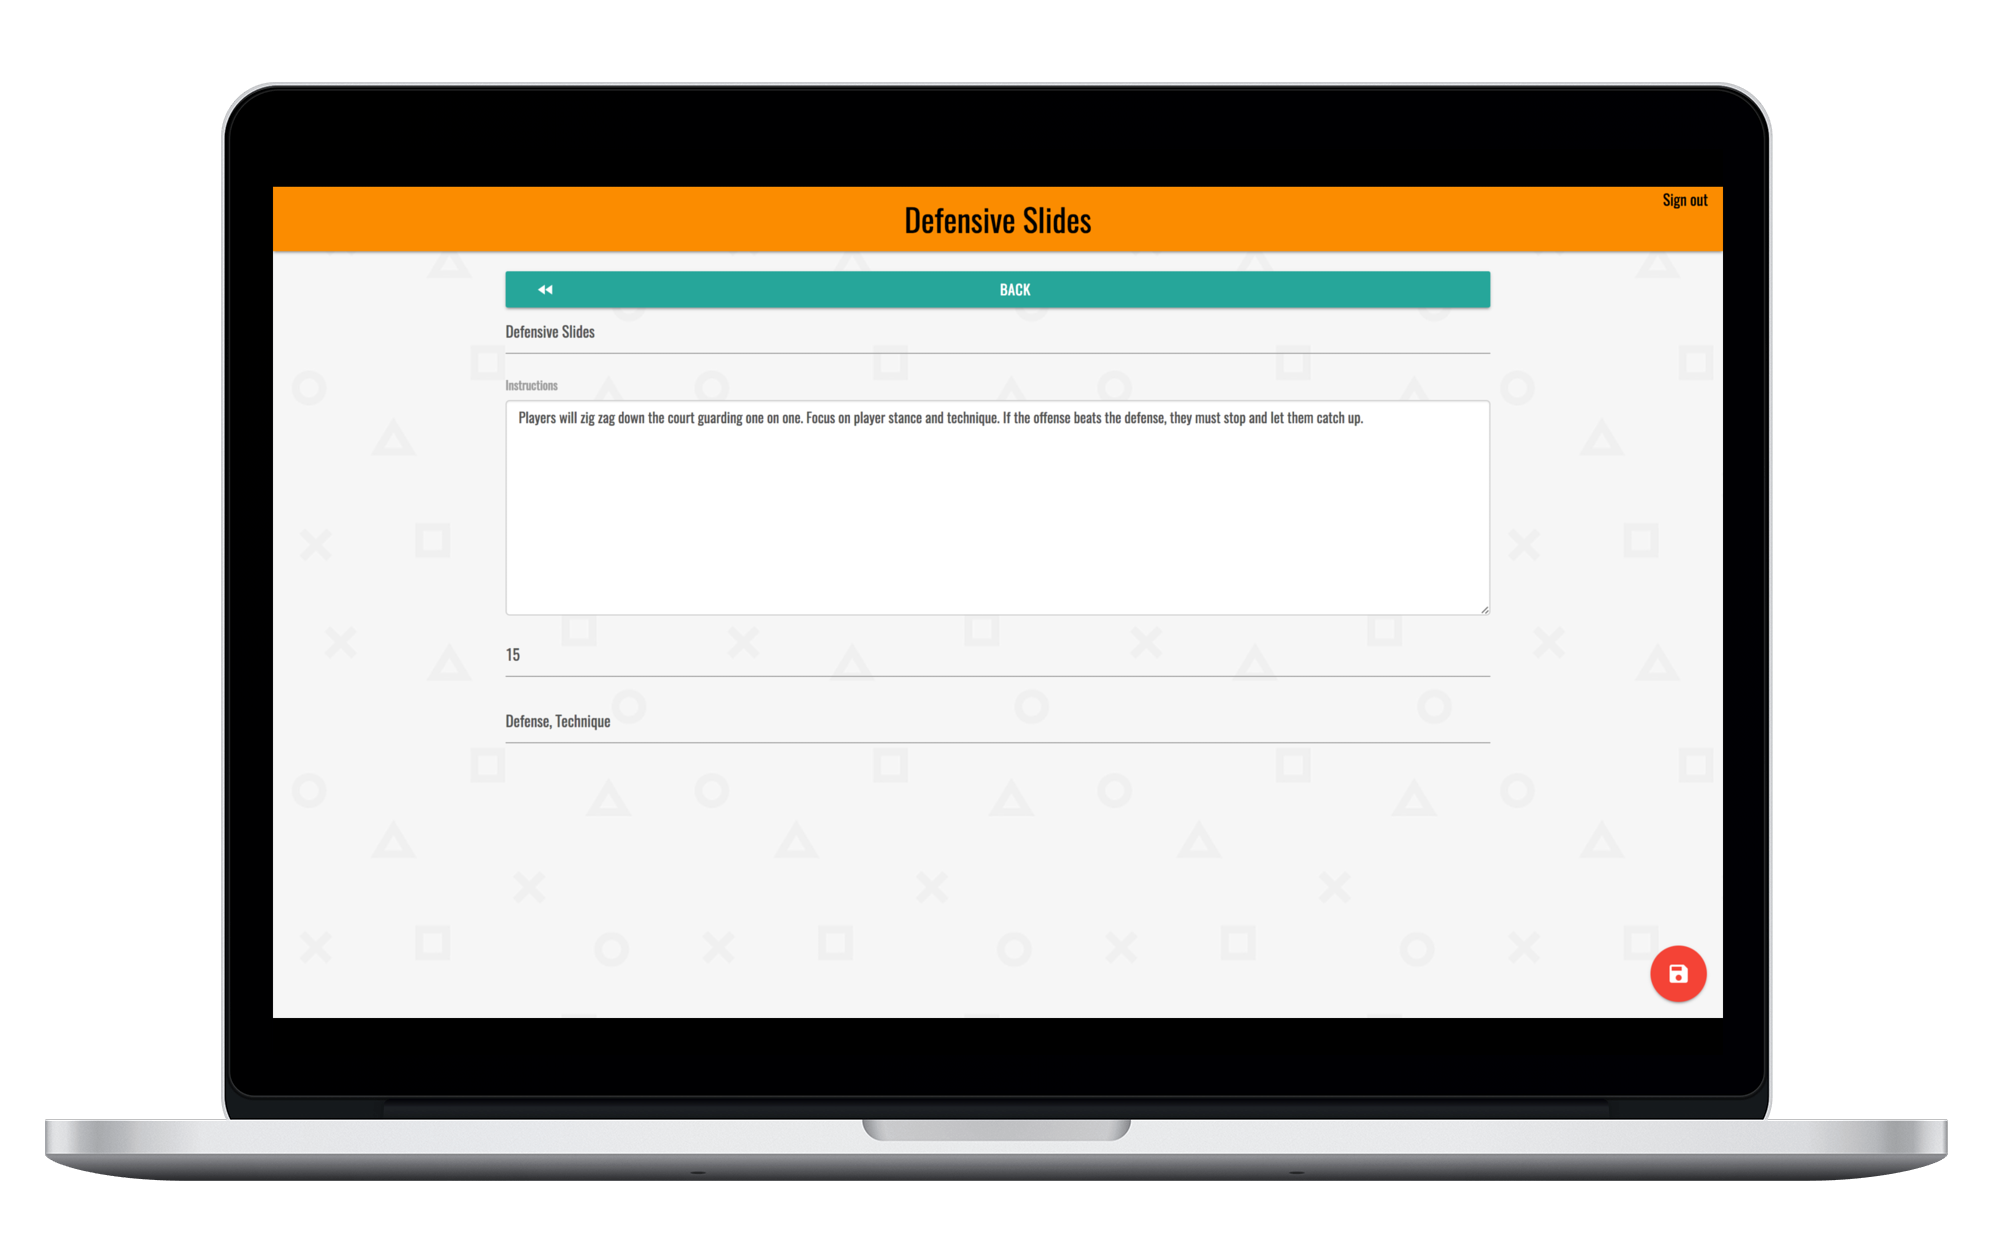 Sign out
Defensive Slides
BACK
Defensive Slides
Instructions
Players will zig zag down the court guarding one on one. Focus on player stance and technique. If the offense beats the defense, they must stop and let them catch up.
15
Defense, Technique